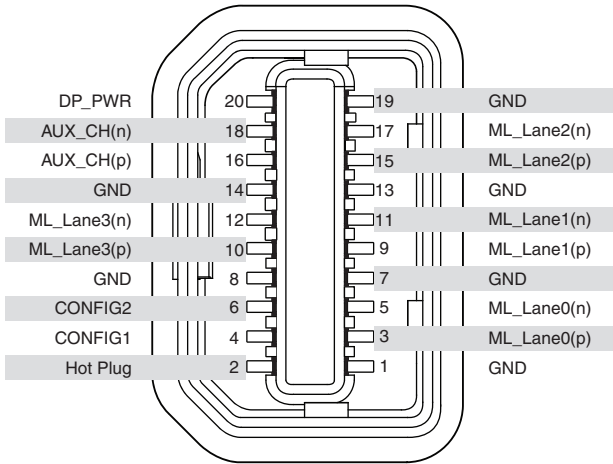 DP_PWR 20 19 GND
AUX_CH(n) 18 17 ML_Lane2(n)
AUX_CH(p) 16 15 ML_Lane2(p)
GND 14 13 GND
ML_Lane3(n) 12 11 ML_Lane1(n)
ML_Lane3(p) 10 9 ML_Lane1(p)
GND 8 7 GND
CONFIG2 6 5 ML_Lane0(n)
CONFIG1 4 3 ML_Lane0(p)
Hot Plug 2 1 GND